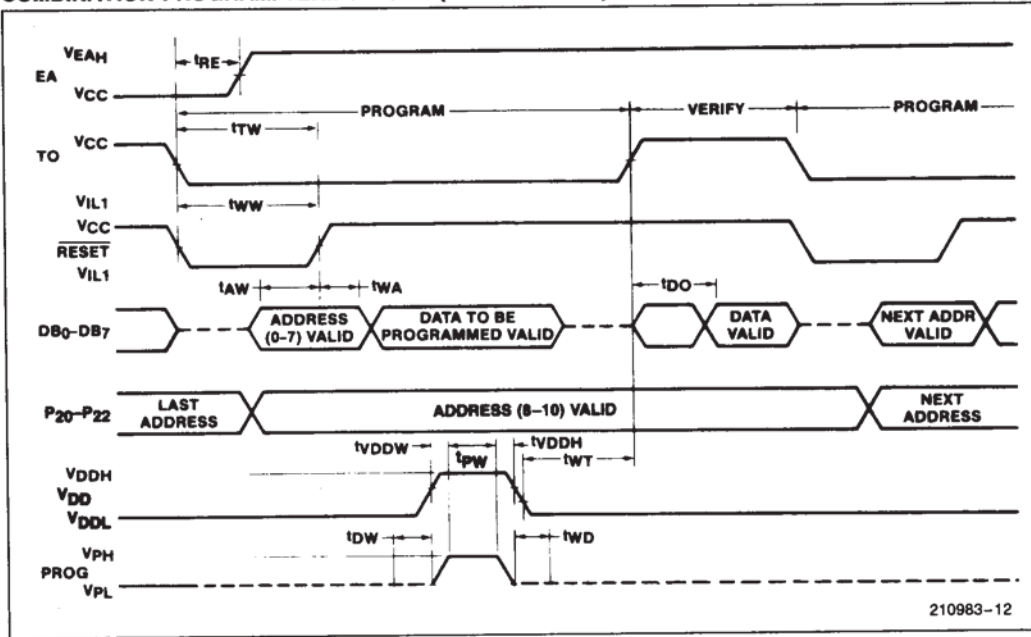 VEAH
EA
VCC
tRE
PROGRAM
VERIFY
PROGRAM
tTW
VCC
TO
VIL1
tWW
VCC
RESET
VIL1
tAW
tWA
tDO
DB0-DB7
ADDRESS (0-7) VALID
DATA TO BE PROGRAMMED VALID
DATA VALID
NEXT ADDR VALID
P20-P22
LAST ADDRESS
ADDRESS (8-10) VALID
NEXT ADDRESS
tVDDW
tPW
tVDDH
tWT
VDDH
VDD
VDDL
tDW
tWD
VPH
PROG
VPL
210983-12